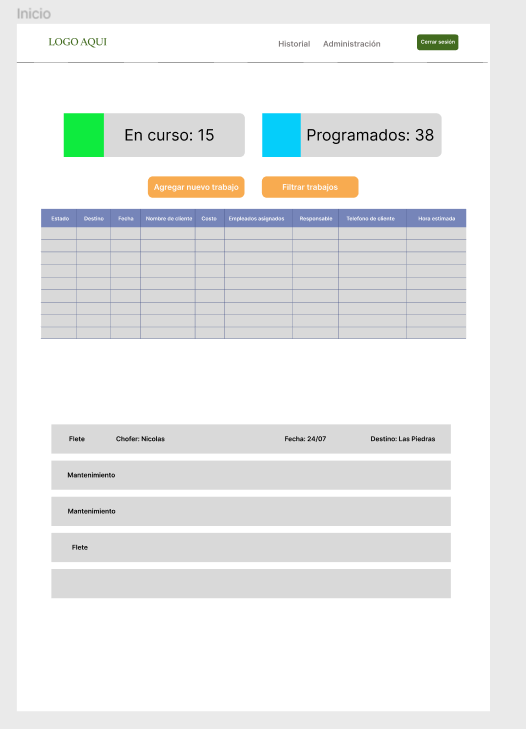 Inicio
LOGO AQUI
Historial Administración Cerrar sesión
En curso: 15 Programados: 38
Agregar nuevo trabajo Filtrar trabajos
Estado Destino Fecha Nombre de cliente Costo Empleados asignados Responsable Telefono de cliente Hora estimada
Flete Chofer: Nicolas Fecha: 24/07 Destino: Las Piedras
Mantenimiento
Mantenimiento
Flete